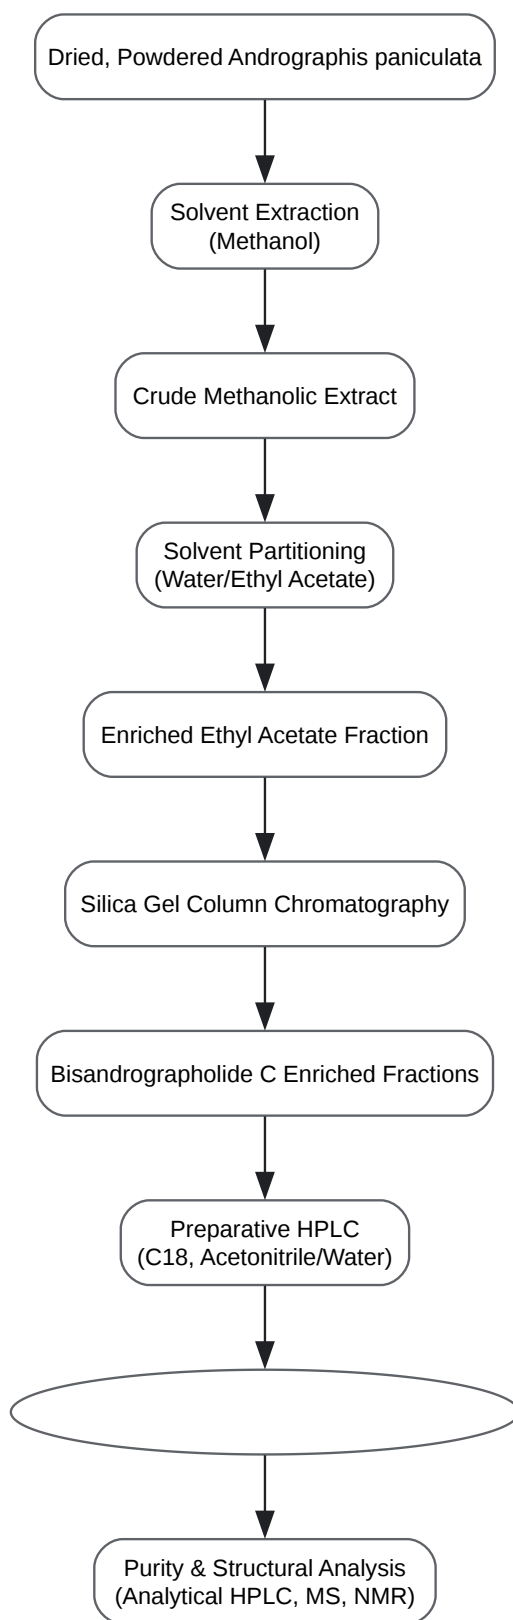 Dried, Powdered Andrographis paniculata
Solvent Extraction
(Methanol)
Crude Methanolic Extract
Solvent Partitioning
(Water/Ethyl Acetate)
Enriched Ethyl Acetate Fraction
Silica Gel Column Chromatography
Bisandrographolide C Enriched Fractions
Preparative HPLC
(C18, Acetonitrile/Water)
Purity & Structural Analysis
(Analytical HPLC, MS, NMR)